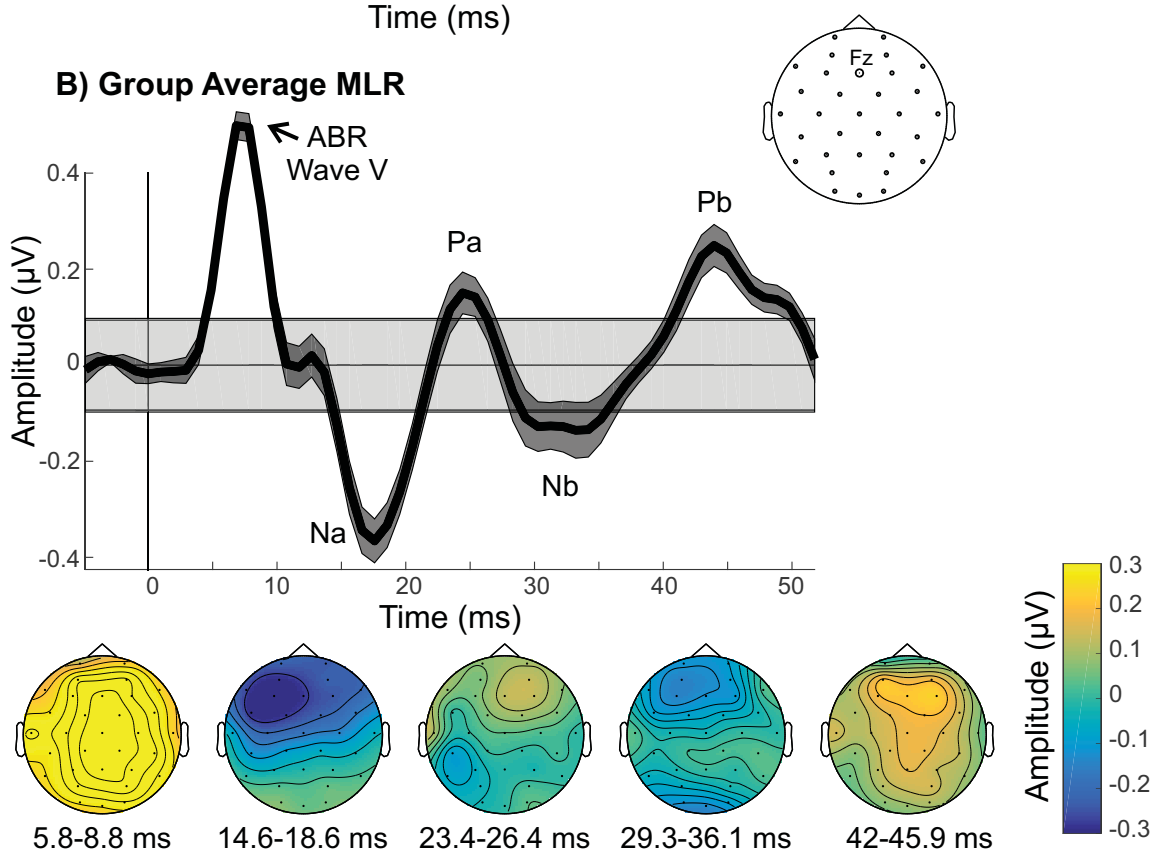 Time (ms)
Fz
B) Group Average MLR
ABR
Wave V
0.4
Pb
Pa
0.2
Amplitude (µV)
0
-0.2
Nb
Na
-0.4
0 10 20 30 40 50
Time (ms)
0.3
0.2
0.1
0
-0.1
-0.2
-0.3
Amplitude (µV)
5.8-8.8 ms 14.6-18.6 ms 23.4-26.4 ms 29.3-36.1 ms 42-45.9 ms